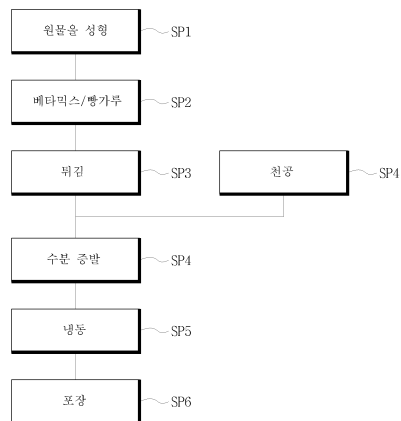 원물을 성형 SP1
베타믹스/빵가루 SP2
튀김 SP3
천공 SP4
수분 증발 SP4
냉동 SP5
포장 SP6